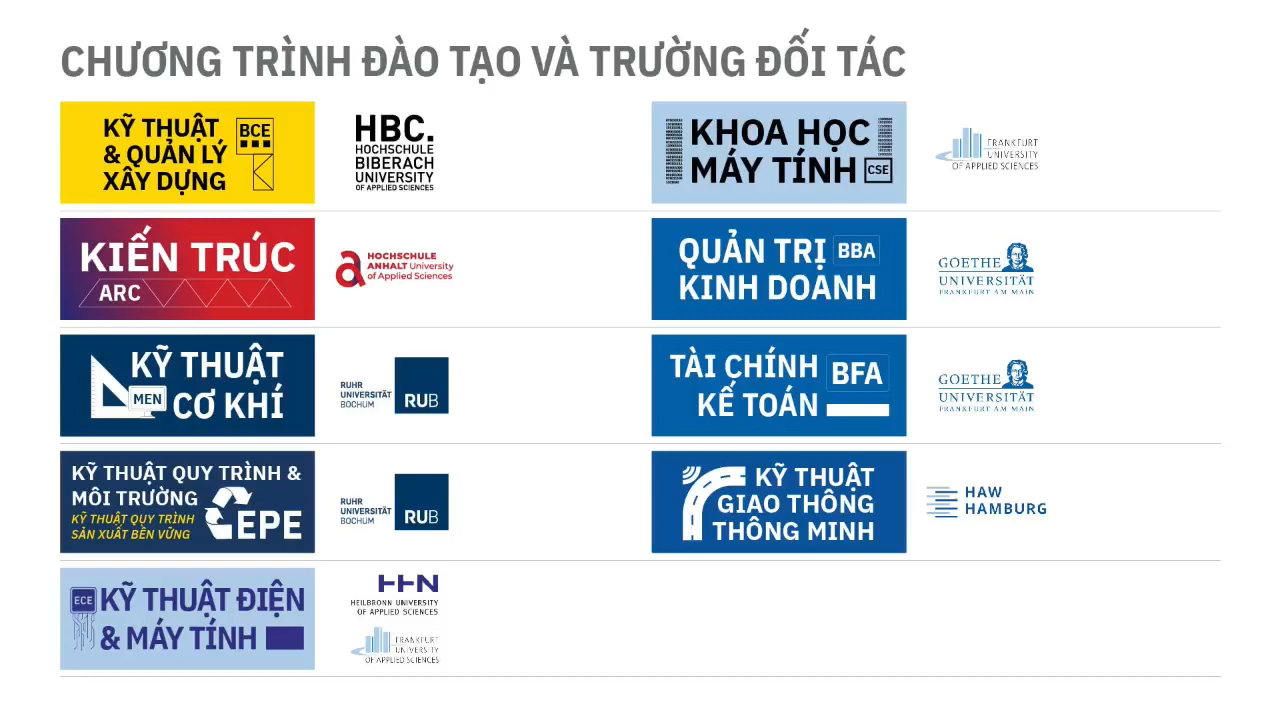 CHƯƠNG TRÌNH ĐÀO TẠO VÀ TRƯỜNG ĐỐI TÁC
KỸ THUẬT
& QUẢN LÝ
XÂY DỰNG
BCE
HBC.
HOCHSCHULE
BIBERACH
UNIVERSITY
OF APPLIED SCIENCES
KHOA HỌC
MÁY TÍNH
CSE
FRANKFURT
UNIVERSITY
OF APPLIED SCIENCES
KIẾN TRÚC
ARC
HOCHSCHULE
ANHALT University
of Applied Sciences
QUẢN TRỊ BBA
KINH DOANH
GOETHE
UNIVERSITÄT
FRANKFURT AM MAIN
KỸ THUẬT
CƠ KHÍ
MEN
RUHR
UNIVERSITÄT
BOCHUM
RUB
TÀI CHÍNH
KẾ TOÁN
BFA
GOETHE
UNIVERSITÄT
FRANKFURT AM MAIN
KỸ THUẬT QUY TRÌNH &
MÔI TRƯỜNG
KỸ THUẬT QUY TRÌNH
SẢN XUẤT BỀN VỮNG
EPE
RUHR
UNIVERSITÄT
BOCHUM
RUB
KỸ THUẬT
GIAO THÔNG
THÔNG MINH
HAW
HAMBURG
ECE
KỸ THUẬT ĐIỆN
& MÁY TÍNH
HHN
HEILBRONN UNIVERSITY
OF APPLIED SCIENCES
FRANKFURT
UNIVERSITY
OF APPLIED SCIENCES